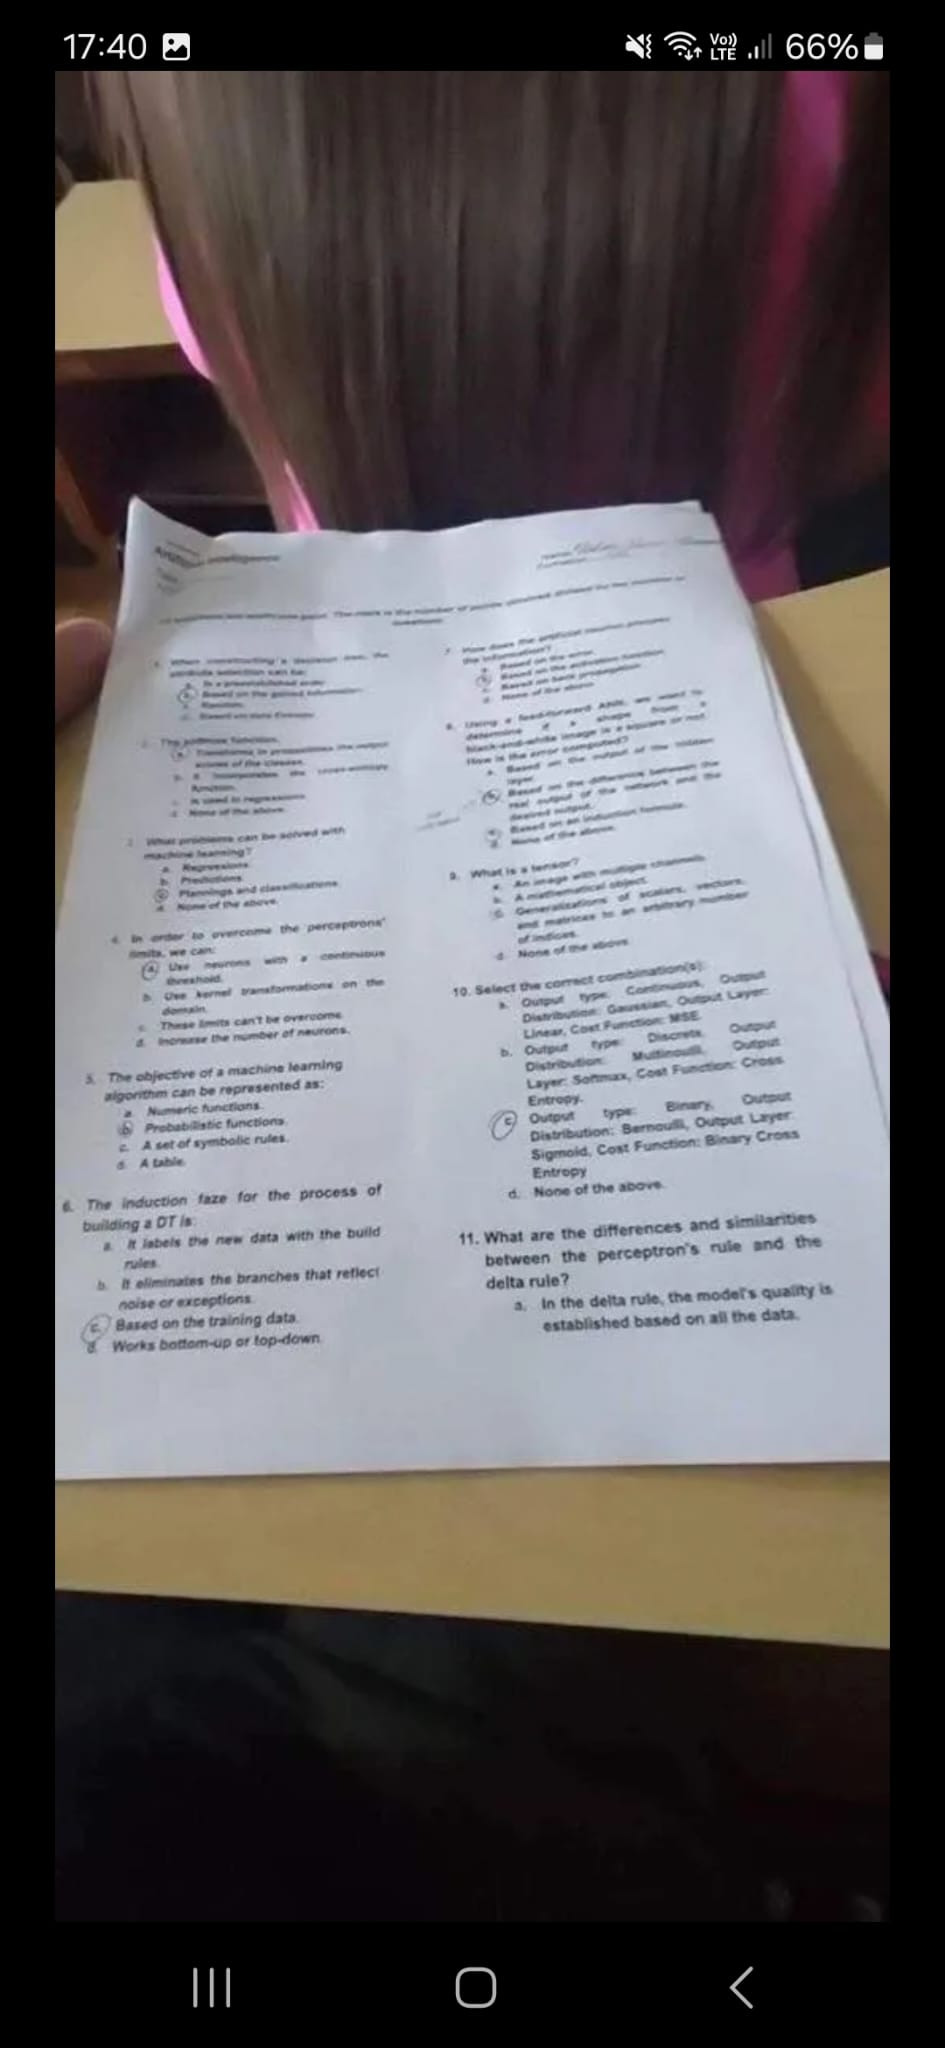 17:40
Vo))
LTE
66%
Artificial Intelligence
1. When constructing a decision tree, the
attribute selection can be:
a. In a preestablished order
b. Based on the gained information
c. Random
2. The softmax function:
a. Transforms in probabilities the output
scores of the classes.
b. It incorporates the cross-entropy
function.
c. Is used in regressions
d. None of the above.
3. What problems can be solved with
machine learning?
a. Regressions
b. Predictions
c. Plannings and classifications
d. None of the above.
4. In order to overcome the perceptrons'
limits, we can:
a. Use neurons with a continuous
threshold.
b. Use kernel transformations on the
domain.
c. These limits can't be overcome.
d. Increase the number of neurons.
5. The objective of a machine learning
algorithm can be represented as:
a. Numeric functions.
b. Probabilistic functions.
c. A set of symbolic rules.
d. A table.
6. The induction faze for the process of
building a DT is:
a. It labels the new data with the build
rules.
b. It eliminates the branches that reflect
noise or exceptions.
c. Based on the training data.
d. Works bottom-up or top-down.
7. How does the artificial neuron process
the information?
a. Based on the error.
b. Based on the activation function
c. Based on back propagation
d. None of the above
8. Using a feed-forward ANN, we want to
determine if a shape from a
black-and-white image is a square or not.
How is the error computed?
a. Based on the output of the hidden
layer.
b. Based on the difference between the
real output of the network and the
desired output.
c. Based on an induction formula.
d. None of the above.
9. What is a tensor?
a. An image with multiple channels
b. A mathematical object
c. Generalizations of scalars, vectors,
and matrices to an arbitrary number
of indices.
d. None of the above
10. Select the correct combination(s):
a. Output type: Continuous, Output
Distribution: Gaussian, Output Layer:
Linear, Cost Function: MSE
b. Output type: Discrete, Output
Distribution: Multinoulli, Output
Layer: Softmax, Cost Function: Cross
Entropy.
c. Output type: Binary, Output
Distribution: Bernoulli, Output Layer:
Sigmoid, Cost Function: Binary Cross
Entropy
d. None of the above.
11. What are the differences and similarities
between the perceptron's rule and the
delta rule?
a. In the delta rule, the model's quality is
established based on all the data.